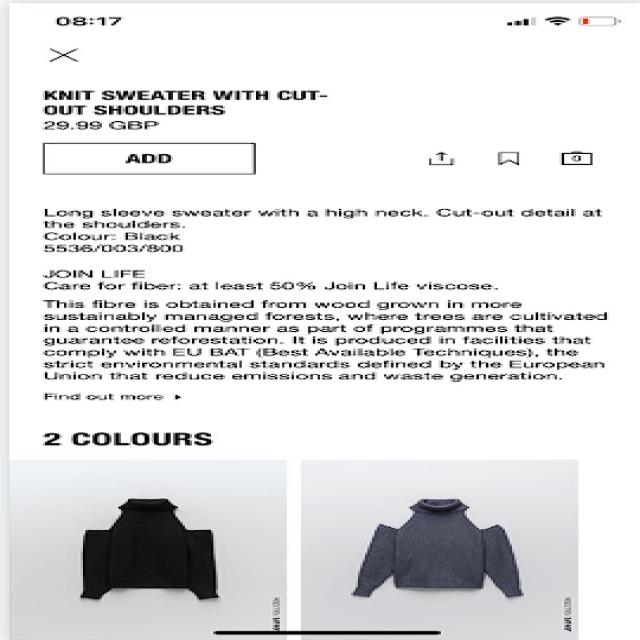 08:17
KNIT SWEATER WITH CUT-
OUT SHOULDERS
29.99 GBP
ADD
0
Long sleeve sweater with a high neck. Cut-out detail at
the shoulders.
Colour: Black
5536/003/800
JOIN LIFE
Care for fiber: at least 50% Join Life viscose.
This fibre is obtained from wood grown in more
sustainably managed forests, where trees are cultivated
in a controlled manner as part of programmes that
guarantee reforestation. It is produced in facilities that
comply with EU BAT (Best Available Techniques), the
strict environmental standards defined by the European
Union that reduce emissions and waste generation.
Find out more
2 COLOURS